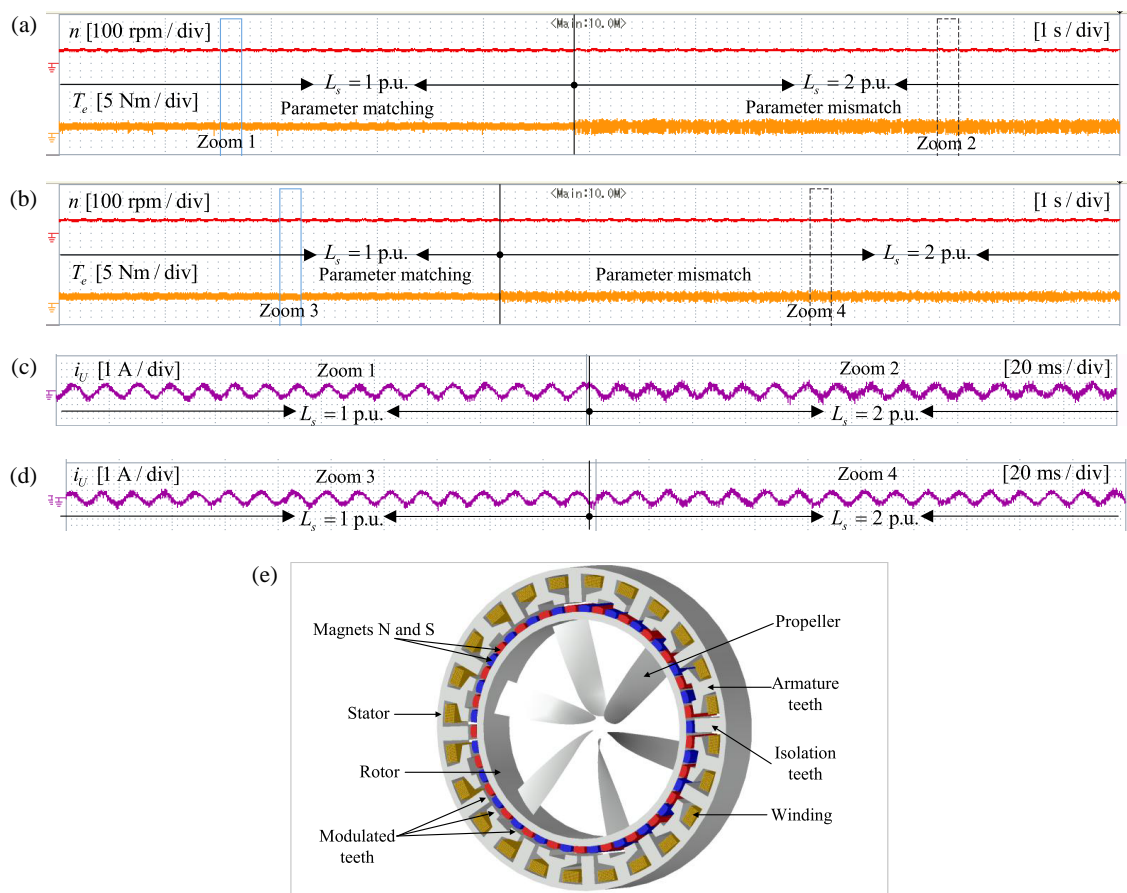 (a)
<Main:10.0M>
n [100 rpm / div]
[1 s / div]
L_s = 1 p.u.
L_s = 2 p.u.
T_e [5 Nm / div]
Parameter matching
Parameter mismatch
Zoom 1
Zoom 2
(b)
<Main:10.0M>
n [100 rpm / div]
[1 s / div]
L_s = 1 p.u.
L_s = 2 p.u.
T_e [5 Nm / div]
Parameter matching
Parameter mismatch
Zoom 3
Zoom 4
(c)
i_U [1 A / div]
Zoom 1
Zoom 2
[20 ms / div]
L_s = 1 p.u.
L_s = 2 p.u.
(d)
i_U [1 A / div]
Zoom 3
Zoom 4
[20 ms / div]
L_s = 1 p.u.
L_s = 2 p.u.
(e)
Magnets N and S
Propeller
Armature
teeth
Stator
Isolation
teeth
Rotor
Winding
Modulated
teeth